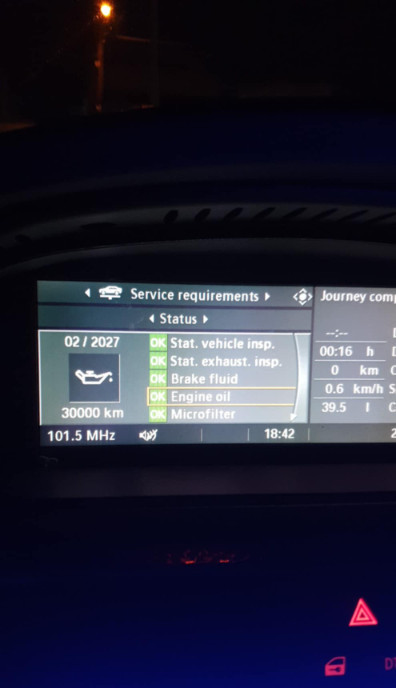 Service requirements
Journey comp
Status
02 / 2027
30000 km
OK Stat. vehicle insp.
OK Stat. exhaust. insp.
OK Brake fluid
OK Engine oil
OK Microfilter
--:--
00:16 h
0 km
0.6 km/h
39.5 l
101.5 MHz
18:42
2
DT